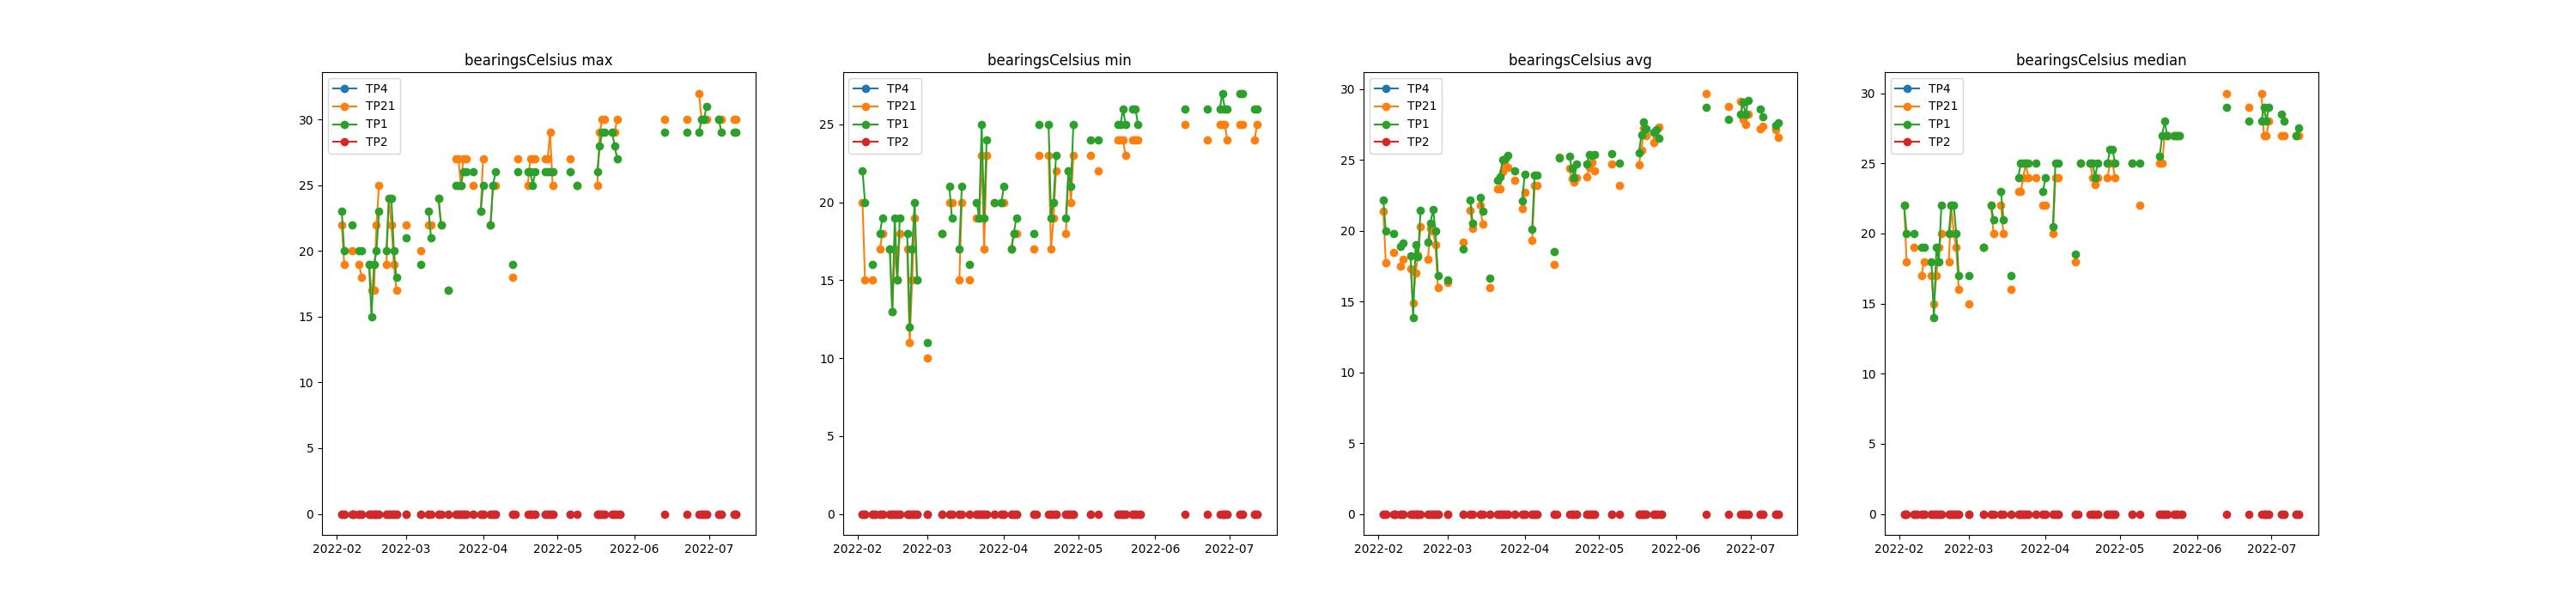 bearingsCelsius max
TP4
TP21
TP1
TP2
30
25
20
15
10
5
0
2022-02 2022-03 2022-04 2022-05 2022-06 2022-07
bearingsCelsius min
TP4
TP21
TP1
TP2
25
20
15
10
5
0
2022-02 2022-03 2022-04 2022-05 2022-06 2022-07
bearingsCelsius avg
TP4
TP21
TP1
TP2
30
25
20
15
10
5
0
2022-02 2022-03 2022-04 2022-05 2022-06 2022-07
bearingsCelsius median
TP4
TP21
TP1
TP2
30
25
20
15
10
5
0
2022-02 2022-03 2022-04 2022-05 2022-06 2022-07